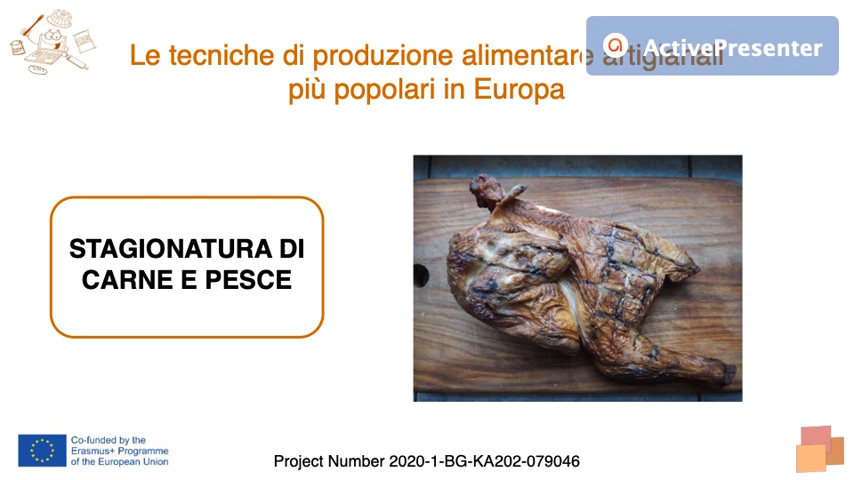 Le tecniche di produzione alimentare artigianali
più popolari in Europa
ActivePresenter
STAGIONATURA DI
CARNE E PESCE
Co-funded by the
Erasmus+ Programme
of the European Union
Project Number 2020-1-BG-KA202-079046